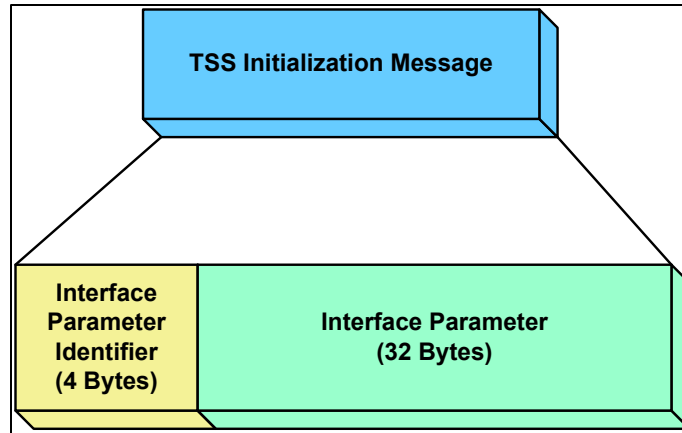 TSS Initialization Message
Interface
Parameter
Identifier
(4 Bytes)
Interface Parameter
(32 Bytes)